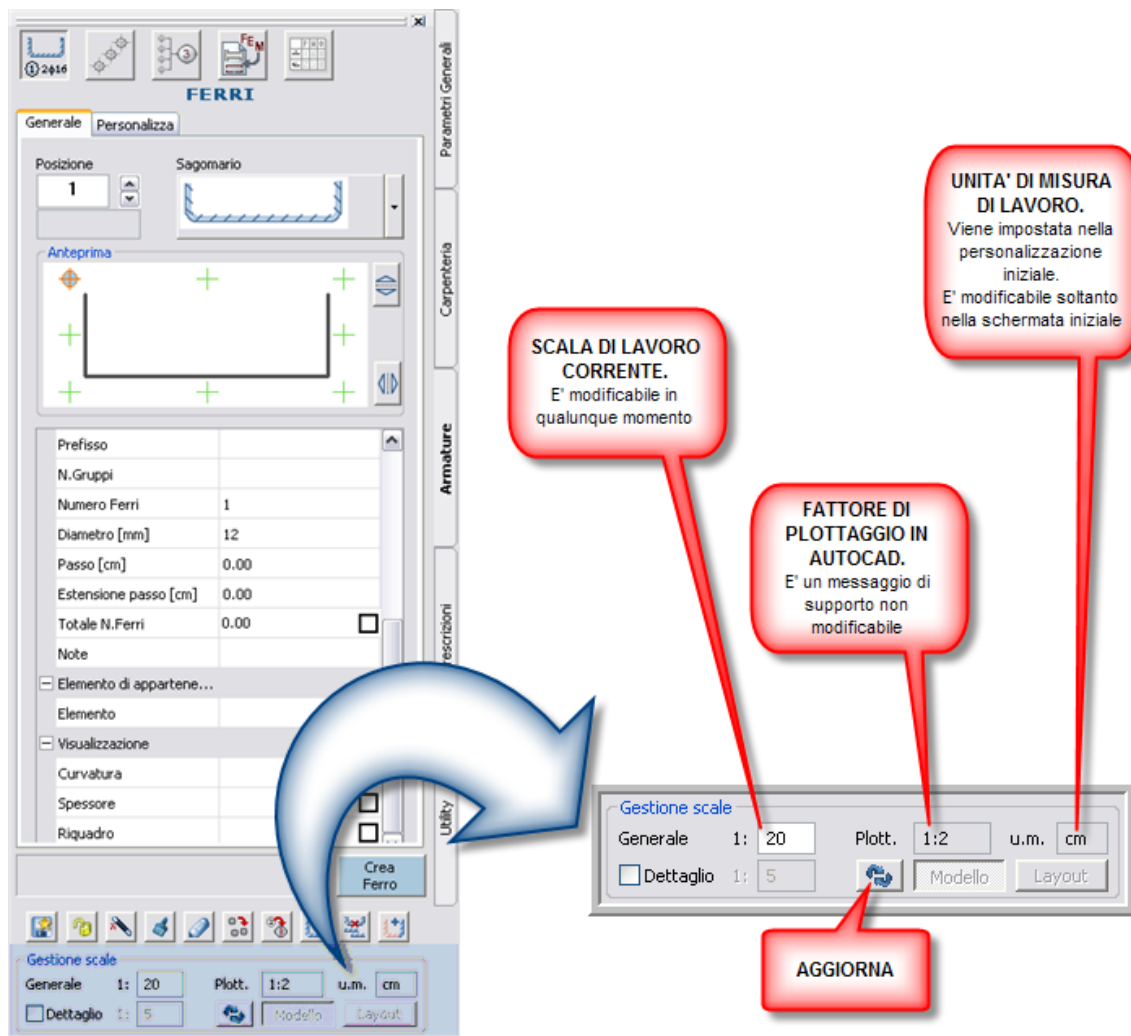 ①2ϕ16
3
FEM
FERRI
Generale Personalizza
Posizione Sagomario
1
Anteprima
Prefisso
N.Gruppi
Numero Ferri 1
Diametro [mm] 12
Passo [cm] 0.00
Estensione passo [cm] 0.00
Totale N.Ferri 0.00
Note
Elemento di appartene...
Elemento
Visualizzazione
Curvatura
Spessore
Riquadro
Crea
Ferro
Gestione scale
Generale 1: 20 Plott. 1:2 u.m. cm
Dettaglio 1: 5 Modello Layout
Parametri Generali
Carpenteria
Armature
rescrizioni
Utility
SCALA DI LAVORO
CORRENTE.
E' modificabile in
qualunque momento
FATTORE DI
PLOTTAGGIO IN
AUTOCAD.
E' un messaggio di
supporto non
modificabile
UNITA' DI MISURA
DI LAVORO.
Viene impostata nella
personalizzazione
iniziale.
E' modificabile soltanto
nella schermata iniziale
Gestione scale
Generale 1: 20 Plott. 1:2 u.m. cm
Dettaglio 1: 5 Modello Layout
AGGIORNA